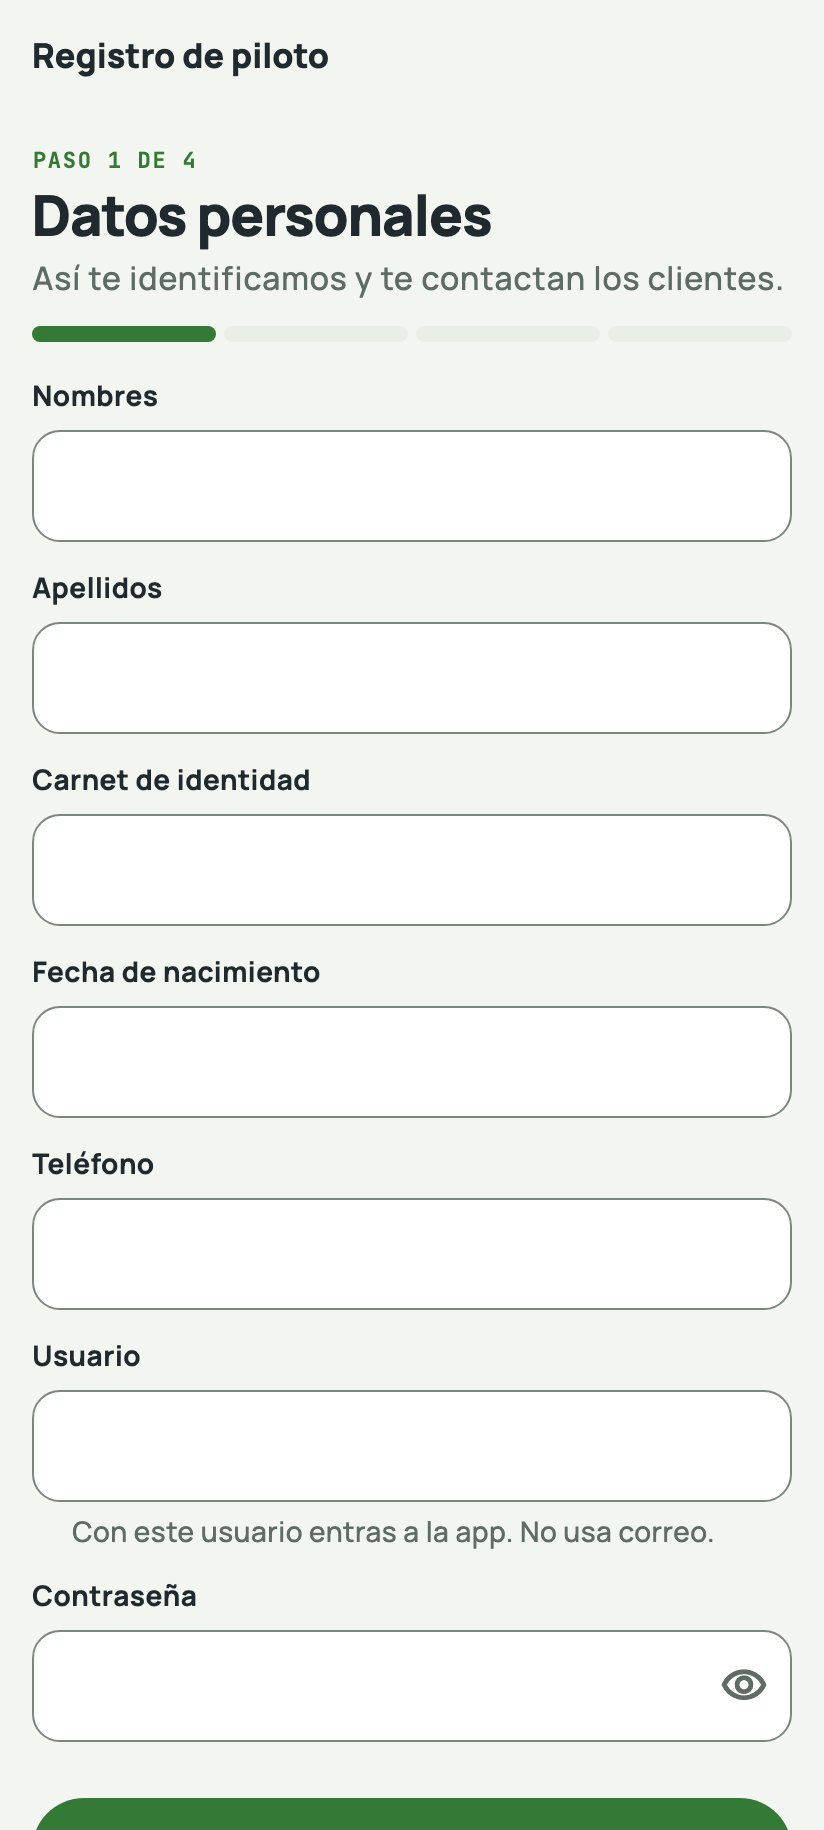 Registro de piloto
PASO 1 DE 4
Datos personales
Así te identificamos y te contactan los clientes.
Nombres
Apellidos
Carnet de identidad
Fecha de nacimiento
Teléfono
Usuario
Con este usuario entras a la app. No usa correo.
Contraseña